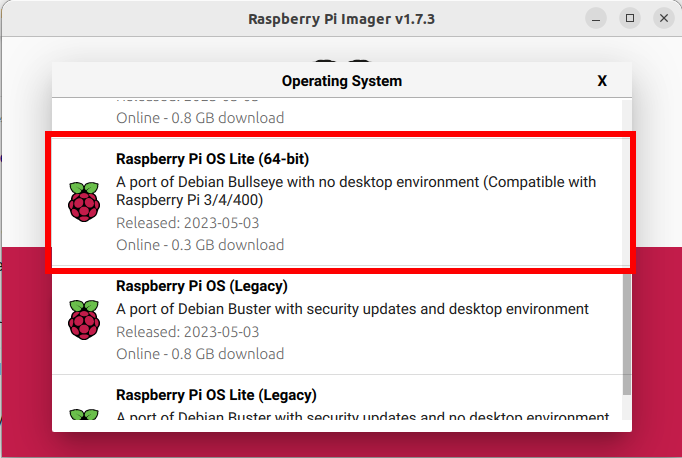 Raspberry Pi Imager v1.7.3
Operating System
X
Released: 2023-05-03
Online - 0.8 GB download
Raspberry Pi OS Lite (64-bit)
A port of Debian Bullseye with no desktop environment (Compatible with
Raspberry Pi 3/4/400)
Released: 2023-05-03
Online - 0.3 GB download
Raspberry Pi OS (Legacy)
A port of Debian Buster with security updates and desktop environment
Released: 2023-05-03
Online - 0.8 GB download
Raspberry Pi OS Lite (Legacy)
A port of Debian Buster with security updates and no desktop environment